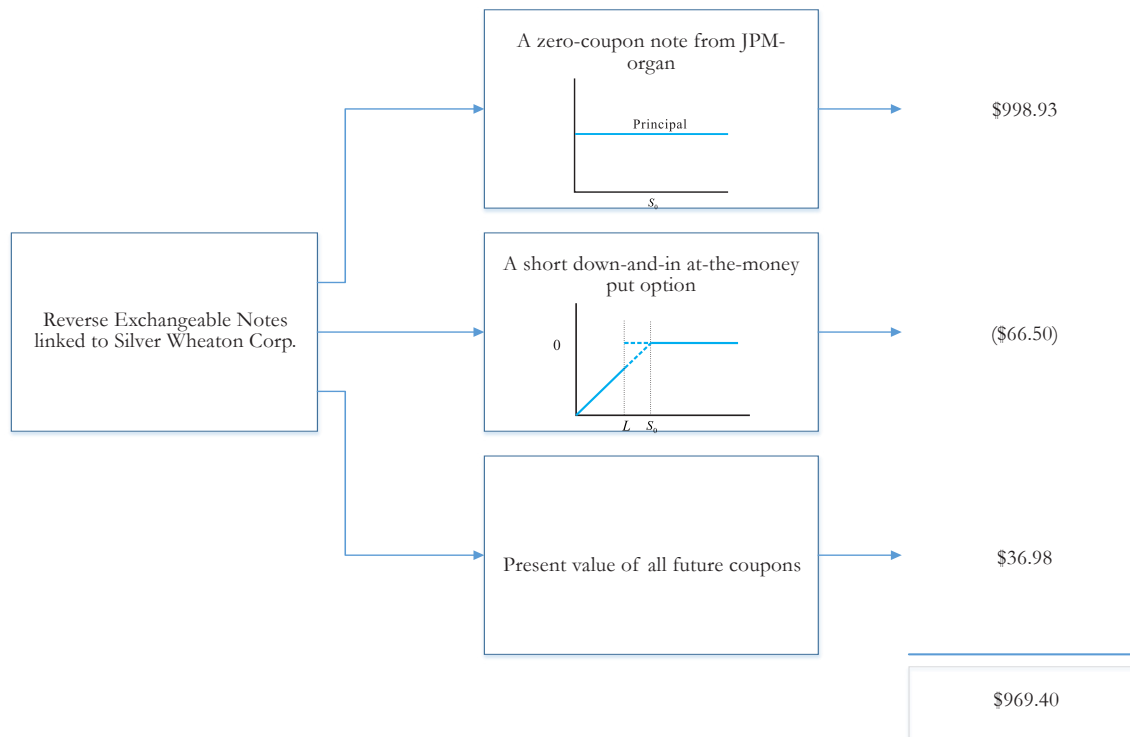 A zero-coupon note from JPM-
organ
Principal
S₀
$998.93
Reverse Exchangeable Notes
linked to Silver Wheaton Corp.
A short down-and-in at-the-money
put option
0
L S₀
($66.50)
Present value of all future coupons
$36.98
$969.40